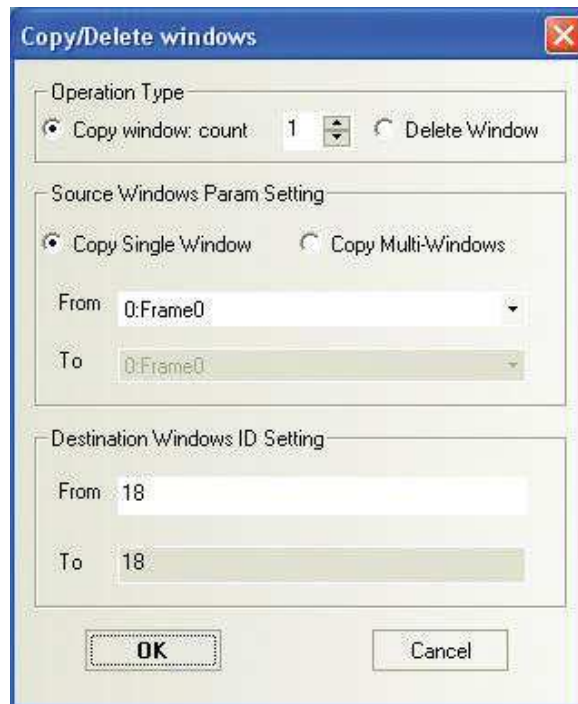 Copy/Delete windows
Operation Type
Copy window: count 1 Delete Window
Source Windows Param Setting
Copy Single Window Copy Multi-Windows
From 0:Frame0
To 0:Frame0
Destination Windows ID Setting
From 18
To 18
OK Cancel